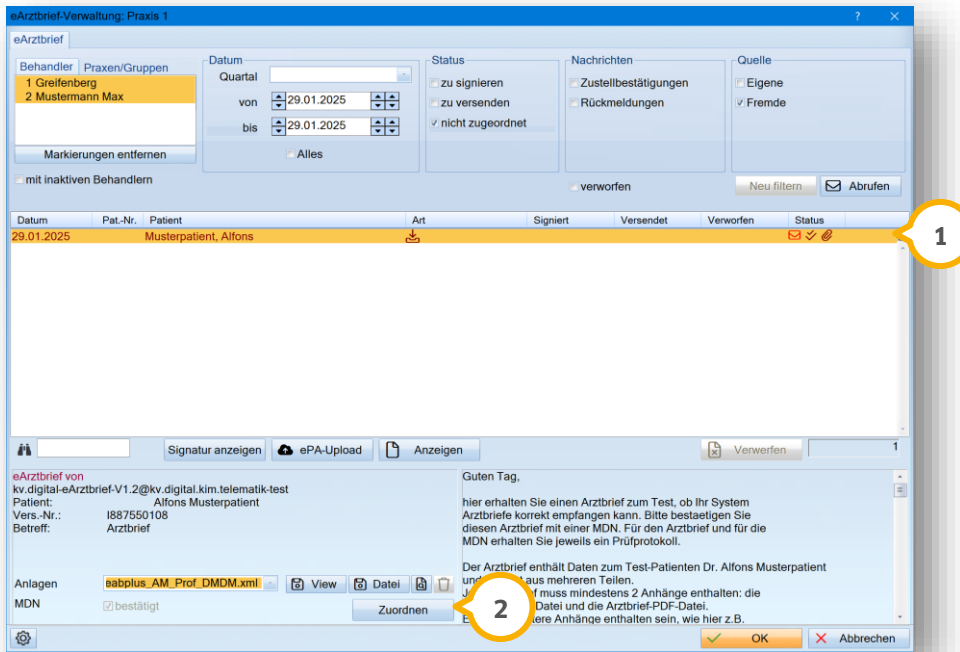 eArztbrief-Verwaltung: Praxis 1
eArztbrief
Behandler Praxen/Gruppen
1 Greifenberg
2 Mustermann Max
Markierungen entfernen
mit inaktiven Behandlern
Datum
Quartal
von 29.01.2025
bis 29.01.2025
Alles
Status
zu signieren
zu versenden
nicht zugeordnet
Nachrichten
Zustellbestätigungen
Rückmeldungen
verworfen
Quelle
Eigene
Fremde
Neu filtern Abrufen
Datum Pat.-Nr. Patient Art Signiert Versendet Verworfen Status
29.01.2025 Musterpatient, Alfons
1
Signatur anzeigen ePA-Upload Anzeigen Verwerfen 1
eArztbrief von
kv.digital-eArztbrief-V1.2@kv.digital.kim.telematik-test
Patient: Alfons Musterpatient
Vers.-Nr.: I887550108
Betreff: Arztbrief
Anlagen eabplus_AM_Prof_DMDM.xml View Datei
MDN bestätigt Zuordnen
2
Guten Tag,
hier erhalten Sie einen Arztbrief zum Test, ob Ihr System
Arztbriefe korrekt empfangen kann. Bitte bestaetigen Sie
diesen Arztbrief mit einer MDN. Für den Arztbrief und für die
MDN erhalten Sie jeweils ein Prüfprotokoll.
Der Arztbrief enthält Daten zum Test-Patienten Dr. Alfons Musterpatient
aus mehreren Teilen.
muss mindestens 2 Anhänge enthalten: die
Datei und die Arztbrief-PDF-Datei.
Anhänge enthalten sein, wie hier z.B.
OK Abbrechen